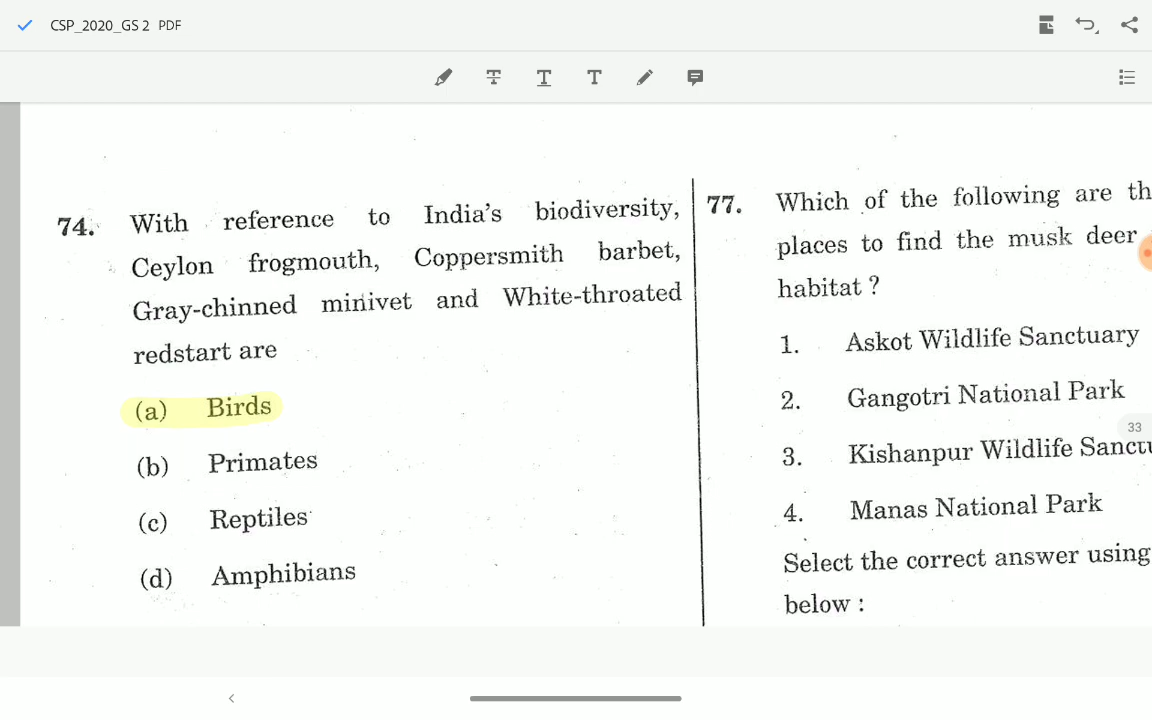 CSP_2020_GS 2 PDF
T T T
74. With reference to India's biodiversity,
Ceylon frogmouth, Coppersmith barbet,
Gray-chinned minivet and White-throated
redstart are
(a) Birds
(b) Primates
(c) Reptiles
(d) Amphibians
77. Which of the following are th
places to find the musk deer
habitat ?
1. Askot Wildlife Sanctuary
2. Gangotri National Park
33
3. Kishanpur Wildlife Sanctu
4. Manas National Park
Select the correct answer using
below :